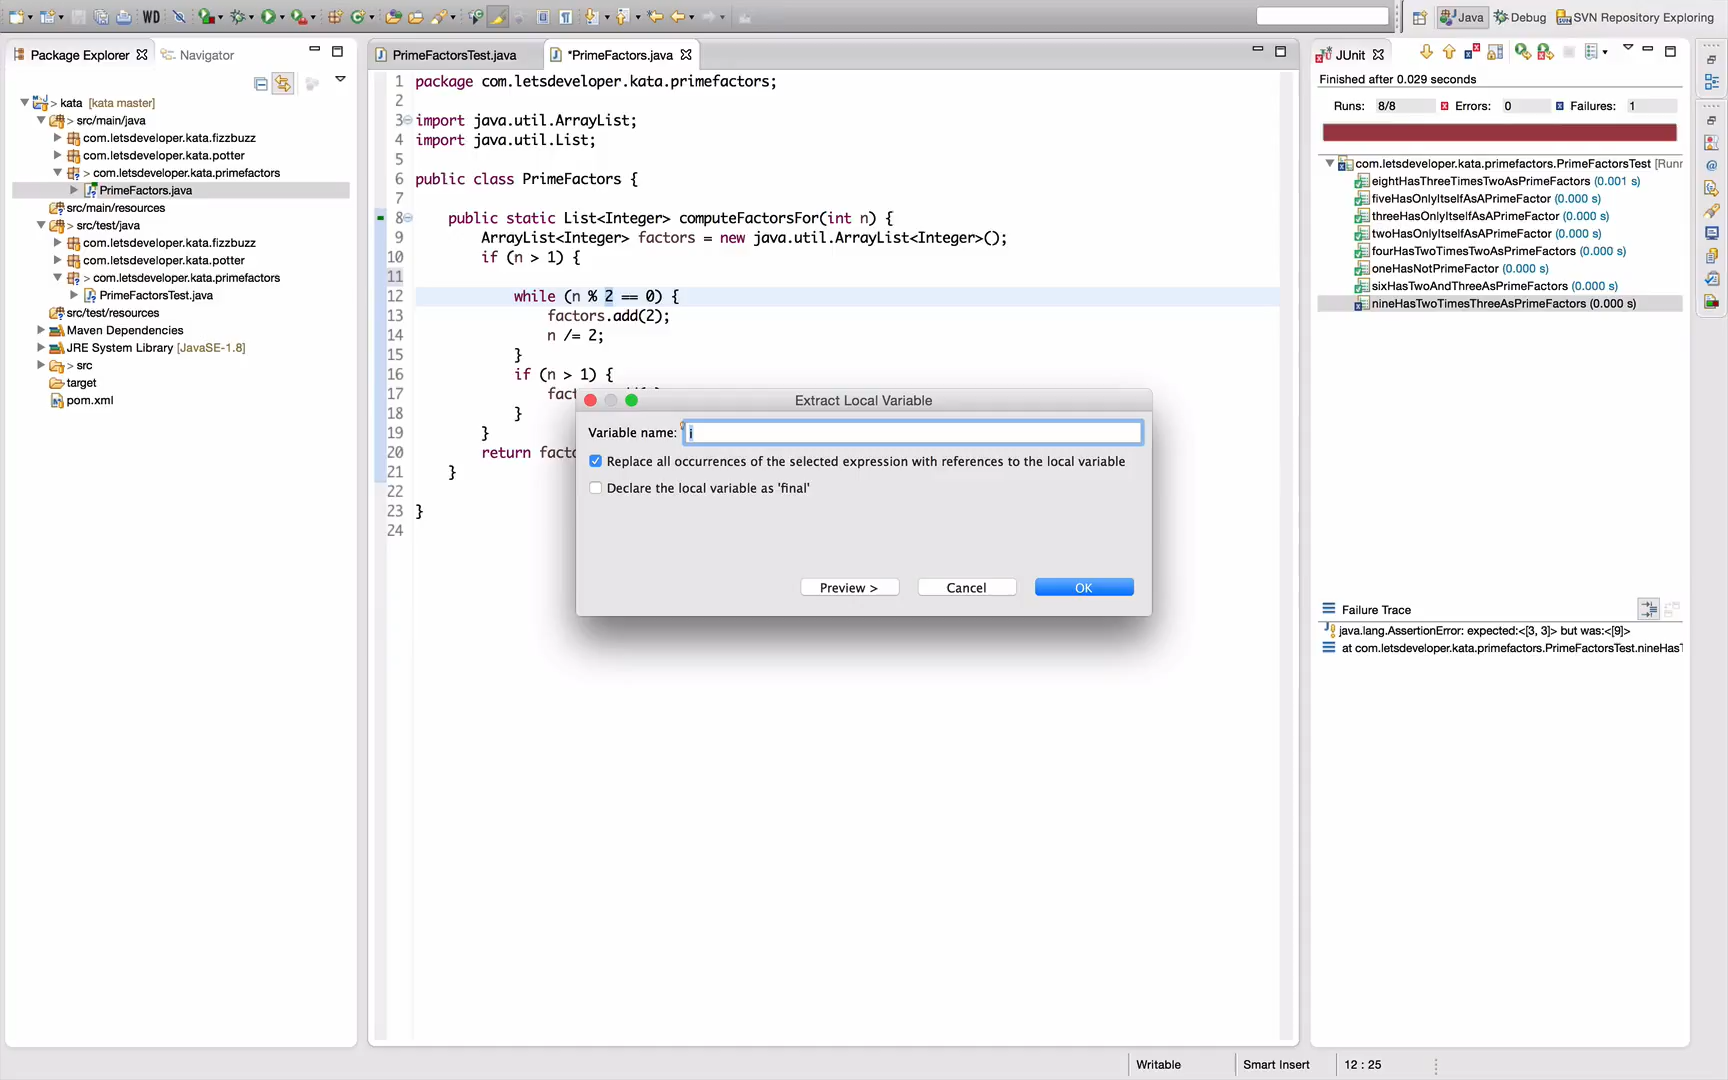 WD
Java
Debug
SVN Repository Exploring
Package Explorer
Navigator
> kata [kata master]
> src/main/java
com.letsdeveloper.kata.fizzbuzz
com.letsdeveloper.kata.potter
> com.letsdeveloper.kata.primefactors
PrimeFactors.java
src/main/resources
> src/test/java
com.letsdeveloper.kata.fizzbuzz
com.letsdeveloper.kata.potter
> com.letsdeveloper.kata.primefactors
PrimeFactorsTest.java
src/test/resources
Maven Dependencies
JRE System Library [JavaSE-1.8]
> src
target
pom.xml
PrimeFactorsTest.java
*PrimeFactors.java
1 package com.letsdeveloper.kata.primefactors;
2
3 import java.util.ArrayList;
4 import java.util.List;
5
6 public class PrimeFactors {
7
8 public static List<Integer> computeFactorsFor(int n) {
9 ArrayList<Integer> factors = new java.util.ArrayList<Integer>();
10 if (n > 1) {
11
12 while (n % 2 == 0) {
13 factors.add(2);
14 n /= 2;
15 }
16 if (n > 1) {
17 fact
18 }
19 }
20 return facto
21 }
22
23 }
24
Extract Local Variable
Variable name: i
Replace all occurrences of the selected expression with references to the local variable
Declare the local variable as 'final'
Preview >
Cancel
OK
JUnit
Finished after 0.029 seconds
Runs: 8/8
Errors: 0
Failures: 1
com.letsdeveloper.kata.primefactors.PrimeFactorsTest [Runr
eightHasThreeTimesTwoAsPrimeFactors (0.001 s)
fiveHasOnlyItselfAsAPrimeFactor (0.000 s)
threeHasOnlyItselfAsAPrimeFactor (0.000 s)
twoHasOnlyItselfAsAPrimeFactor (0.000 s)
fourHasTwoTimesTwoAsPrimeFactors (0.000 s)
oneHasNotPrimeFactor (0.000 s)
sixHasTwoAndThreeAsPrimeFactors (0.000 s)
nineHasTwoTimesThreeAsPrimeFactors (0.000 s)
Failure Trace
java.lang.AssertionError: expected:<[3, 3]> but was:<[9]>
at com.letsdeveloper.kata.primefactors.PrimeFactorsTest.nineHasT
Writable
Smart Insert
12 : 25